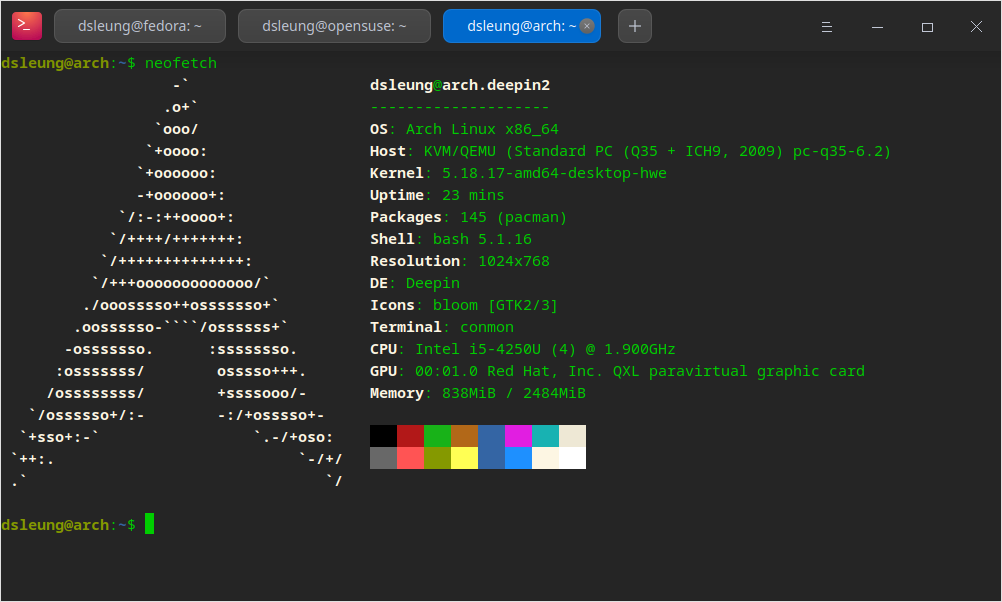 >_ dsleung@fedora: ~ dsleung@opensuse: ~ dsleung@arch: ~
dsleung@arch:~$ neofetch
-` dsleung@arch.deepin2
.o+` --------------------
`ooo/ OS: Arch Linux x86_64
`+oooo: Host: KVM/QEMU (Standard PC (Q35 + ICH9, 2009) pc-q35-6.2)
`+oooooo: Kernel: 5.18.17-amd64-desktop-hwe
-+oooooo+: Uptime: 23 mins
`/:-:++oooo+: Packages: 145 (pacman)
`/++++/+++++++: Shell: bash 5.1.16
`/++++++++++++++: Resolution: 1024x768
`/+++ooooooooooooo/` DE: Deepin
./ooosssso++osssssso+` Icons: bloom [GTK2/3]
.oossssso-````/ossssss+` Terminal: conmon
-osssssso. :ssssssso. CPU: Intel i5-4250U (4) @ 1.900GHz
:osssssss/ osssso+++. GPU: 00:01.0 Red Hat, Inc. QXL paravirtual graphic card
/ossssssss/ +ssssooo/- Memory: 838MiB / 2484MiB
`/ossssso+/:- -:/+osssso+-
`+sso+:-` `.-/+oso:
`++:. `-/+/
.` `/
dsleung@arch:~$